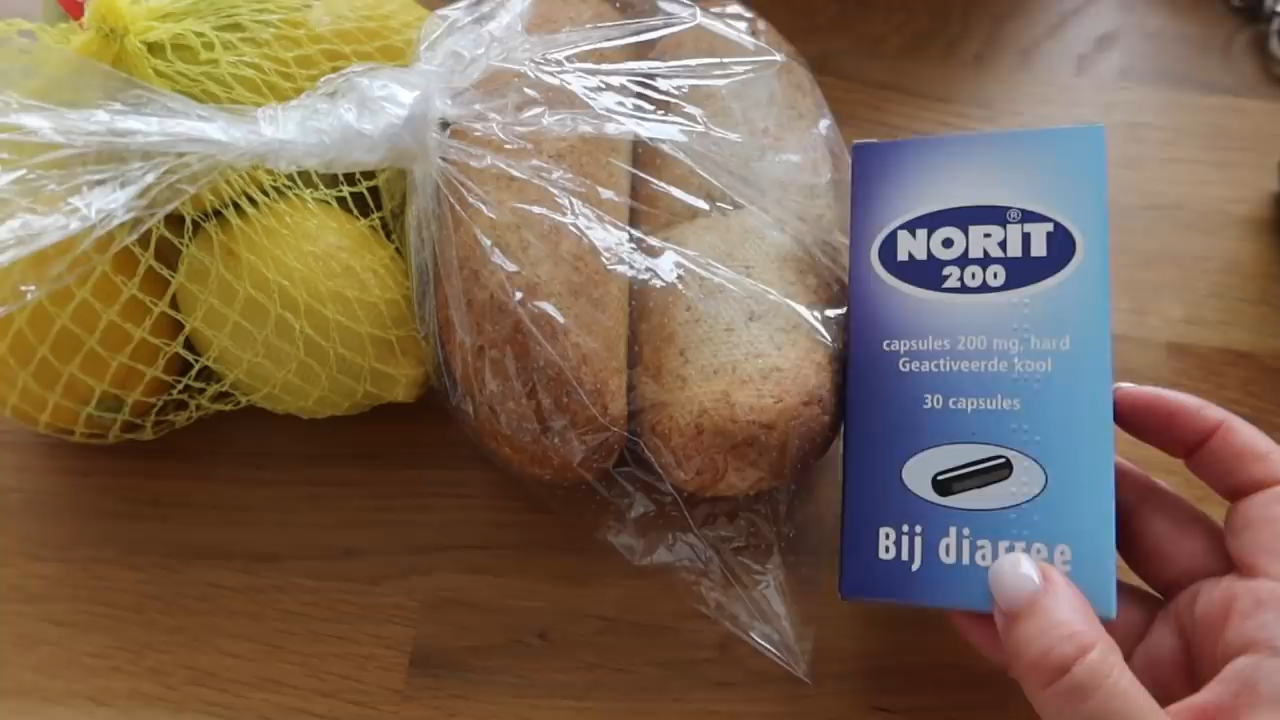 NORIT®
200
capsules 200 mg, hard
Geactiveerde kool
30 capsules
Bij diarree